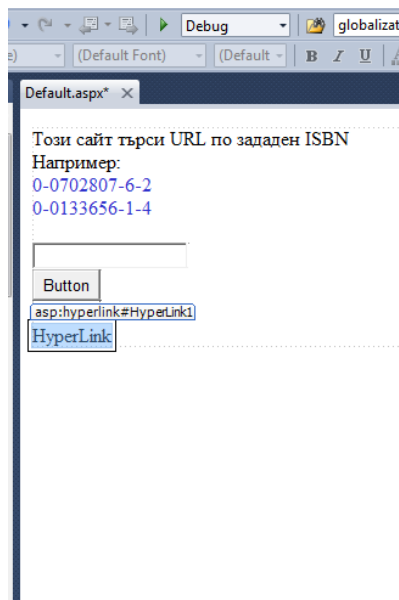 Debug
globalizat
e)
(Default Font)
(Default
B I U A
Default.aspx*
Този сайт търси URL по зададен ISBN
Например:
0-0702807-6-2
0-0133656-1-4
Button
asp:hyperlink#HyperLink1
HyperLink